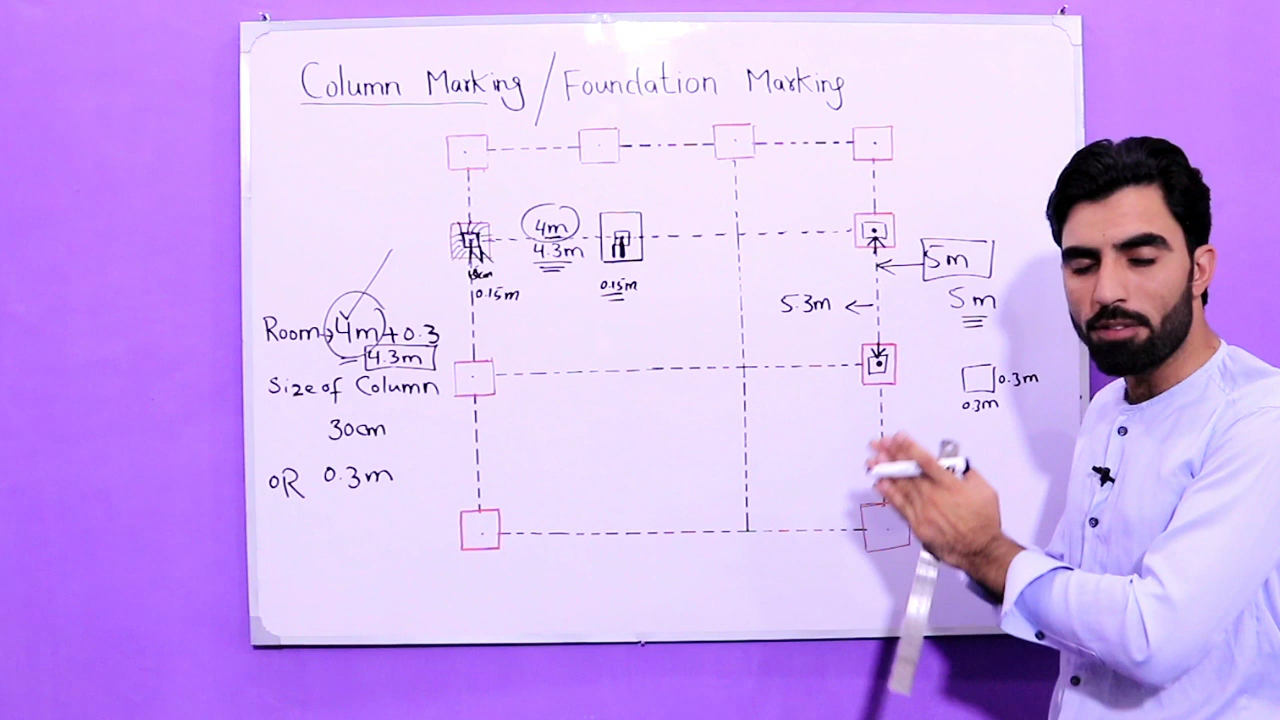 Column Marking / Foundation Marking
4m
4.3m
0.15m
0.15m
Room → 4m + 0.3
= 4.3m
Size of Column
30cm
OR 0.3m
5m
5m
5.3m ←
0.3m
0.3m